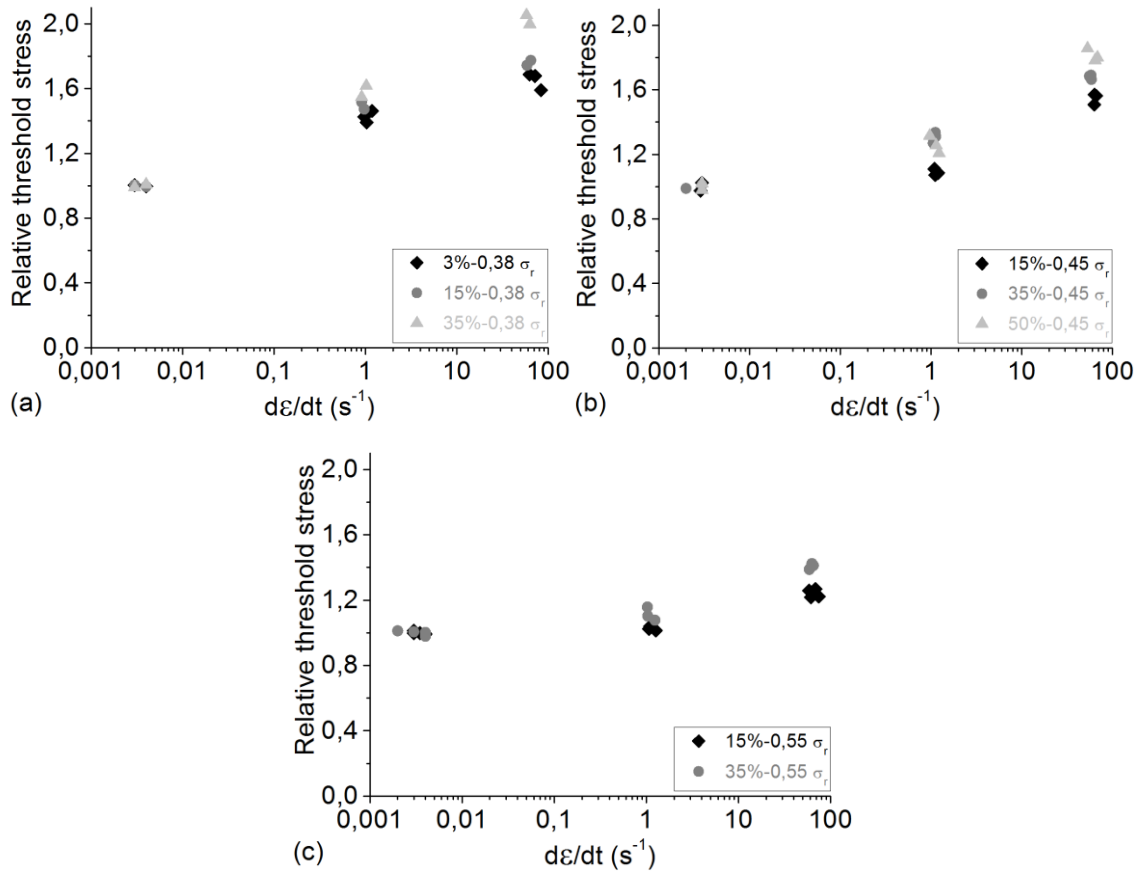 Relative threshold stress
2,0
1,6
1,2
0,8
0,4
0,0
3%-0,38 σr
15%-0,38 σr
35%-0,38 σr
0,001 0,01 0,1 1 10 100
(a)
dε/dt (s-1)
Relative threshold stress
2,0
1,6
1,2
0,8
0,4
0,0
15%-0,45 σr
35%-0,45 σr
50%-0,45 σr
0,001 0,01 0,1 1 10 100
(b)
dε/dt (s-1)
Relative threshold stress
2,0
1,6
1,2
0,8
0,4
0,0
15%-0,55 σr
35%-0,55 σr
0,001 0,01 0,1 1 10 100
(c)
dε/dt (s-1)